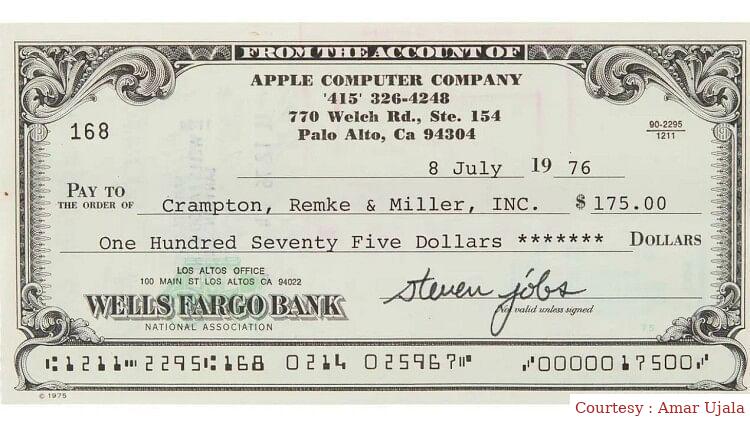 FROM THE ACCOUNT OF
APPLE COMPUTER COMPANY
'415' 326-4248
770 Welch Rd., Ste. 154
Palo Alto, Ca 94304
168
90-2295
1211
8 July 1976
PAY TO
THE ORDER OF Crampton, Remke & Miller, INC. $ 175.00
One Hundred Seventy Five Dollars ******* DOLLARS
LOS ALTOS OFFICE
100 MAIN ST LOS ALTOS CA 94022
WELLS FARGO BANK
NATIONAL ASSOCIATION
steven jobs
Not valid unless signed
75
⑆1211⑉2295⑆168 0214 025967⑈ ⑇0000017500⑇
© 1975
Courtesy : Amar Ujala